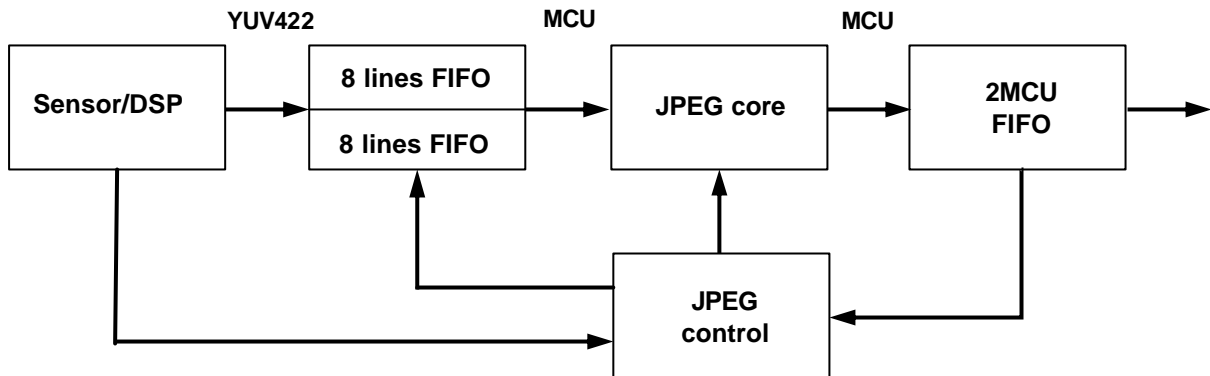 YUV422
MCU
MCU
Sensor/DSP
8 lines FIFO
8 lines FIFO
JPEG core
2MCU
FIFO
JPEG
control